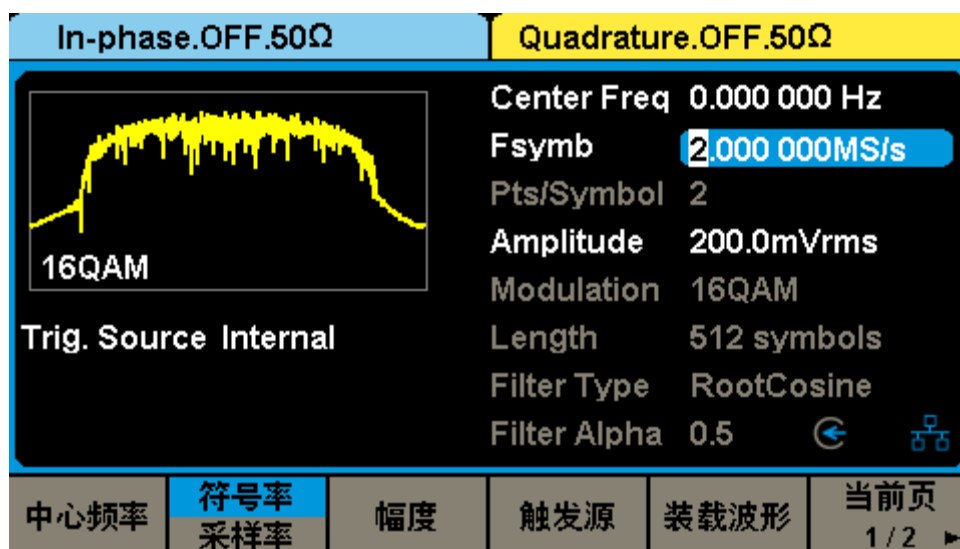 In-phase.OFF.50Ω
Quadrature.OFF.50Ω
16QAM
Trig. Source Internal
Center Freq 0.000 000 Hz
Fsymb 2.000 000MS/s
Pts/Symbol 2
Amplitude 200.0mVrms
Modulation 16QAM
Length 512 symbols
Filter Type RootCosine
Filter Alpha 0.5
中心频率
符号率
采样率
幅度
触发源
装载波形
当前页
1/2